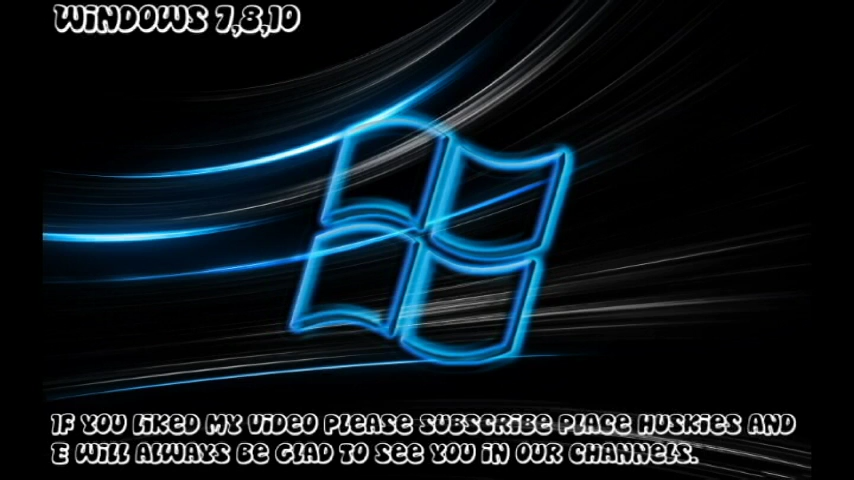 WINDOWS 7,8,10
IF YOU LIKED MY VIDEO PLEASE SUBSCRIBE PLACE HUSKIES AND
E WILL ALWAYS BE GLAD TO SEE YOU IN OUR CHANNELS.